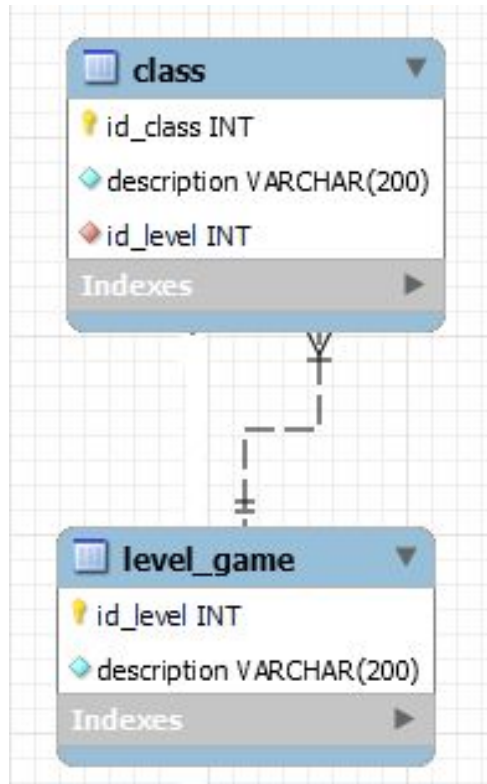 class
id_class INT
description VARCHAR(200)
id_level INT
Indexes
level_game
id_level INT
description VARCHAR(200)
Indexes